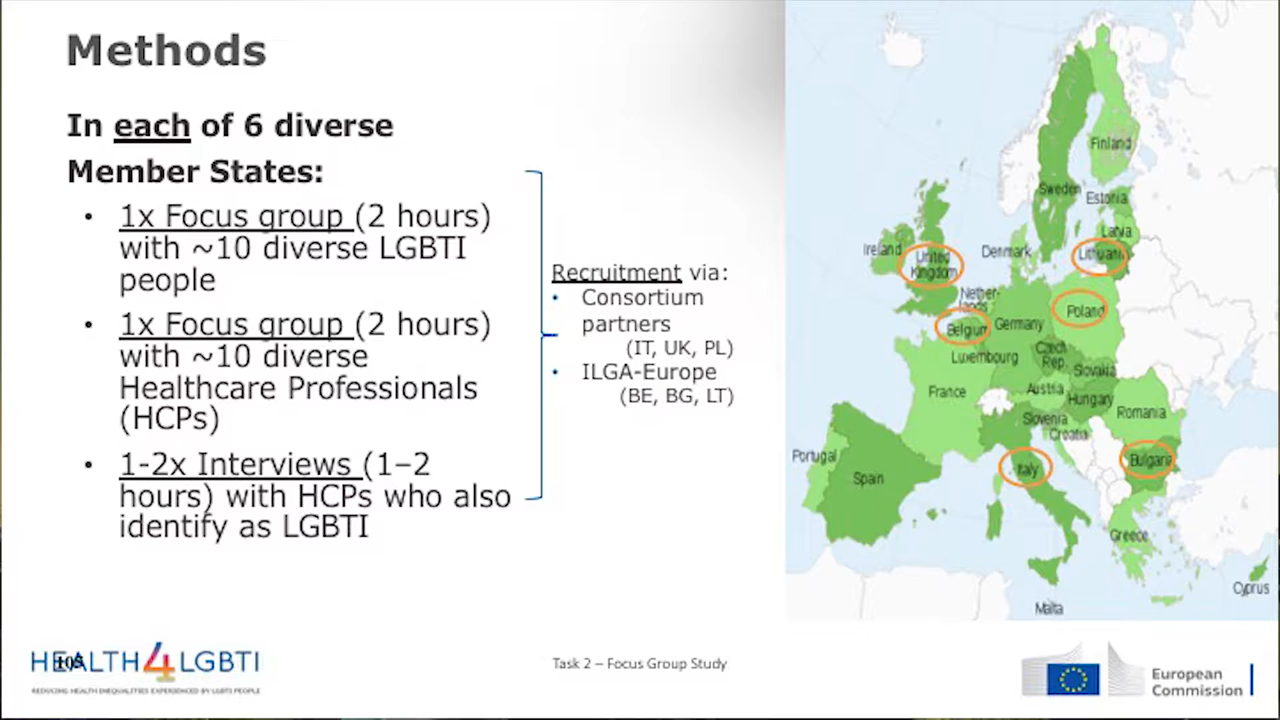 Methods
In each of 6 diverse
Member States:
• 1x Focus group (2 hours)
with ~10 diverse LGBTI
people
• 1x Focus group (2 hours)
with ~10 diverse
Healthcare Professionals
(HCPs)
• 1-2x Interviews (1–2
hours) with HCPs who also
identify as LGBTI
Recruitment via:
• Consortium
partners
(IT, UK, PL)
• ILGA-Europe
(BE, BG, LT)
Finland
Sweden
Estonia
Latvia
Ireland
United
Kingdom
Denmark
Lithuani
Nether-
lands
Poland
Belgium
Germany
Luxembourg
Czech
Rep.
Slovakia
France
Austria
Hungary
Romania
Slovenia
Croatia
Portugal
Spain
Italy
Bulgaria
Greece
Cyprus
Malta
HEALTH4LGBTI
105
REDUCING HEALTH INEQUALITIES EXPERIENCED BY LGBTI PEOPLE
Task 2 – Focus Group Study
European
Commission